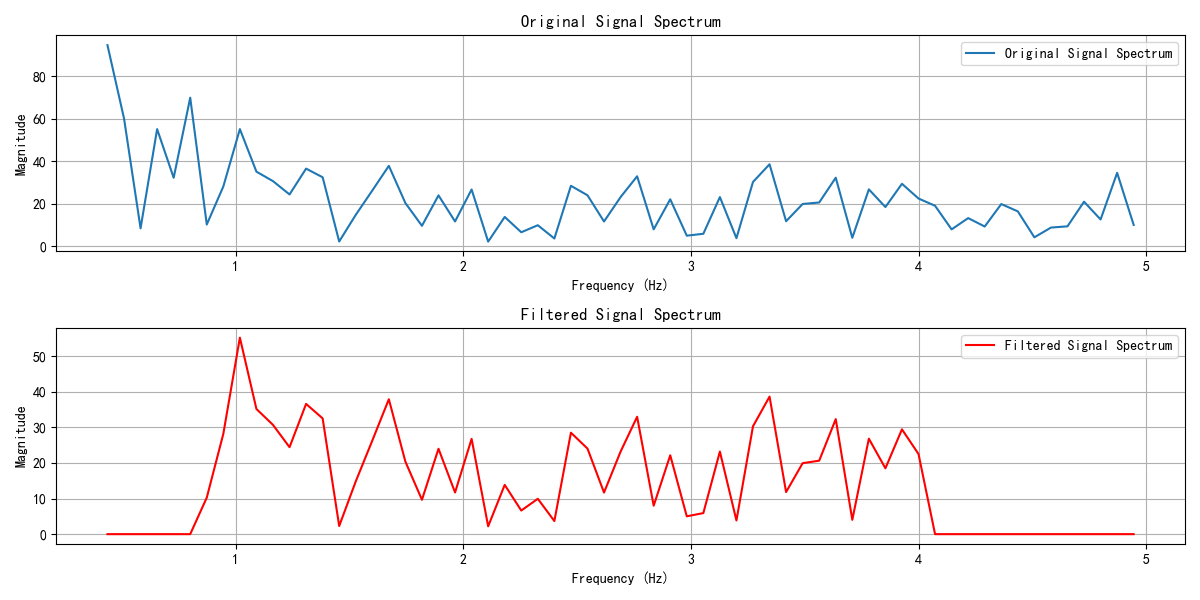 Original Signal Spectrum
Original Signal Spectrum
Magnitude
80
60
40
20
0
1 2 3 4 5
Frequency (Hz)
Filtered Signal Spectrum
Filtered Signal Spectrum
Magnitude
50
40
30
20
10
0
1 2 3 4 5
Frequency (Hz)